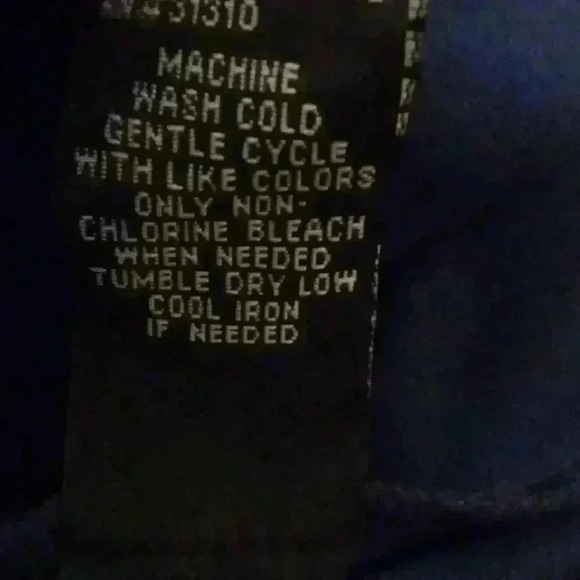 31310
MACHINE
WASH COLD
GENTLE CYCLE
WITH LIKE COLORS
ONLY NON-
CHLORINE BLEACH
WHEN NEEDED
TUMBLE DRY LOW
COOL IRON
IF NEEDED